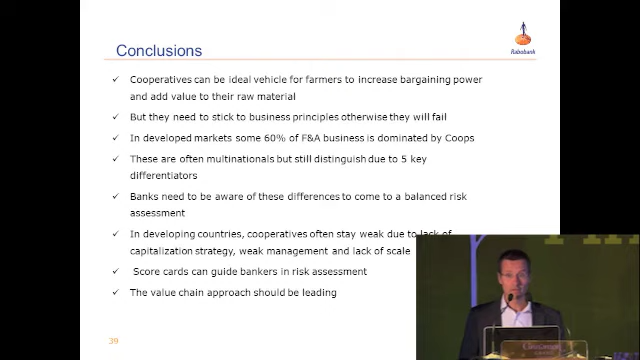 Conclusions
Rabobank
✓ Cooperatives can be ideal vehicle for farmers to increase bargaining power
and add value to their raw material
✓ But they need to stick to business principles otherwise they will fail
✓ In developed markets some 60% of F&A business is dominated by Coops
✓ These are often multinationals but still distinguish due to 5 key
differentiators
✓ Banks need to be aware of these differences to come to a balanced risk
assessment
✓ In developing countries, cooperatives often stay weak due to lack of
capitalization strategy, weak management and lack of scale
✓ Score cards can guide bankers in risk assessment
✓ The value chain approach should be leading
39